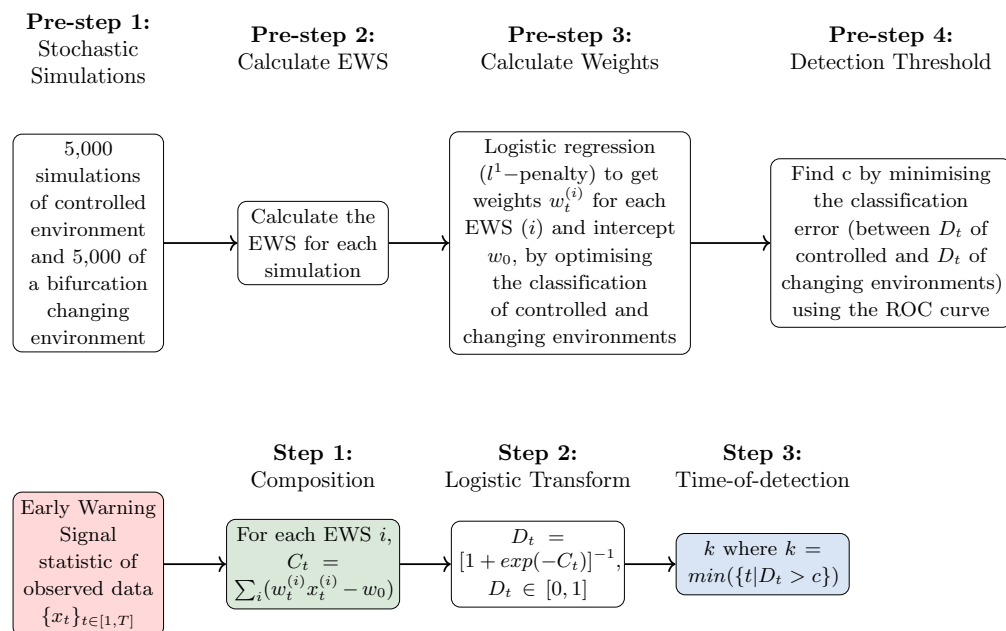 Pre-step 1:
Stochastic
Simulations
Pre-step 2:
Calculate EWS
Pre-step 3:
Calculate Weights
Pre-step 4:
Detection Threshold
5,000
simulations
of controlled
environment
and 5,000 of
a bifurcation
changing
environment
Calculate the
EWS for each
simulation
Logistic regression
($l^1$−penalty) to get
weights $w_t^{(i)}$ for each
EWS ($i$) and intercept
$w_0$, by optimising
the classification
of controlled and
changing environments
Find c by minimising
the classification
error (between $D_t$ of
controlled and $D_t$ of
changing environments)
using the ROC curve
Early Warning
Signal
statistic of
observed data
$\{x_t\}_{t\in[1,T]}$
Step 1:
Composition
For each EWS $i$,
$C_t =$
$\sum_i(w_t^{(i)}x_t^{(i)} - w_0)$
Step 2:
Logistic Transform
$D_t =$
$[1 + exp(-C_t)]^{-1}$,
$D_t \in [0, 1]$
Step 3:
Time-of-detection
$k$ where $k =$
$min(\{t|D_t > c\})$